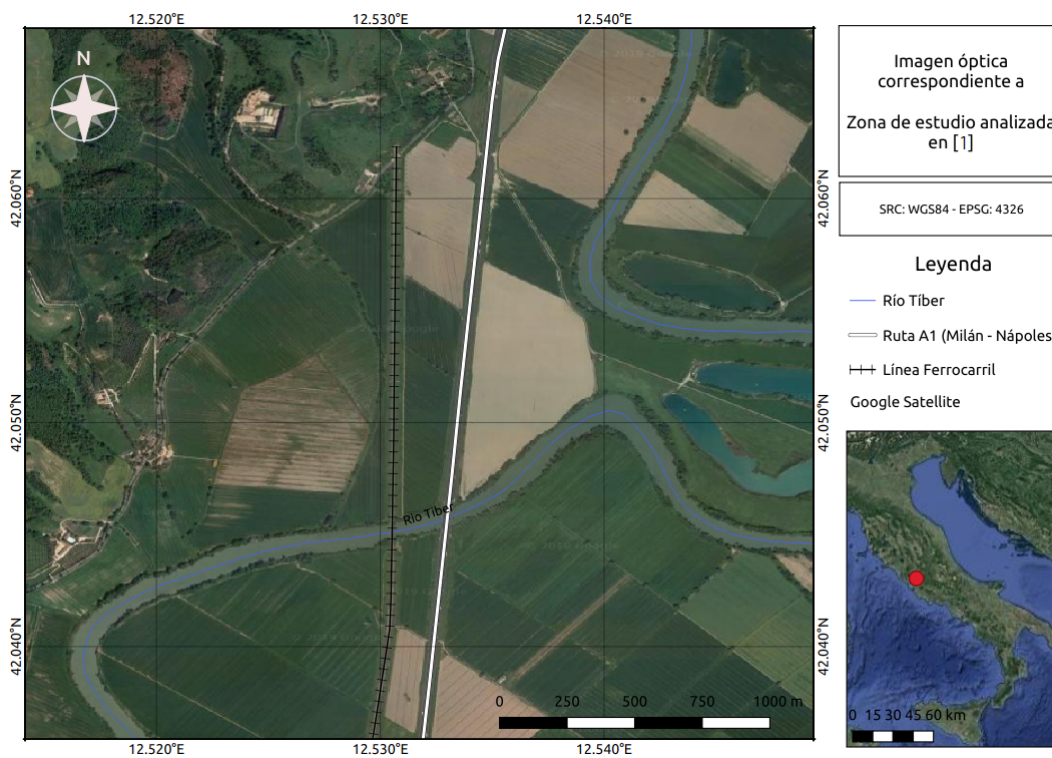 12.520°E 12.530°E 12.540°E
N
42.060°N 42.060°N
42.050°N 42.050°N
42.040°N 42.040°N
Río Tíber
0 250 500 750 1000 m
12.520°E 12.530°E 12.540°E
Imagen óptica
correspondiente a
Zona de estudio analizada
en [1]
SRC: WGS84 - EPSG: 4326
Leyenda
Río Tíber
Ruta A1 (Milán - Nápoles
Línea Ferrocarril
Google Satellite
0 15 30 45 60 km